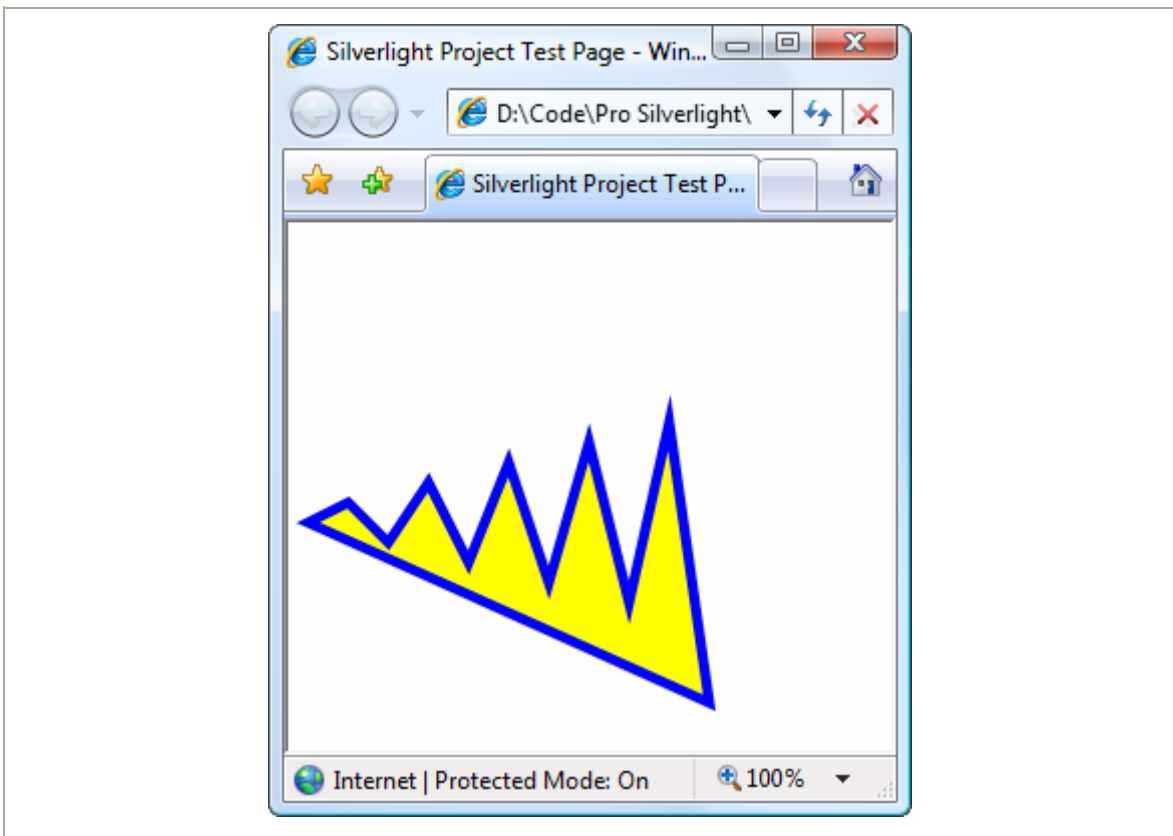 Silverlight Project Test Page - Win...
D:\Code\Pro Silverlight\
Silverlight Project Test P...
Internet | Protected Mode: On
100%